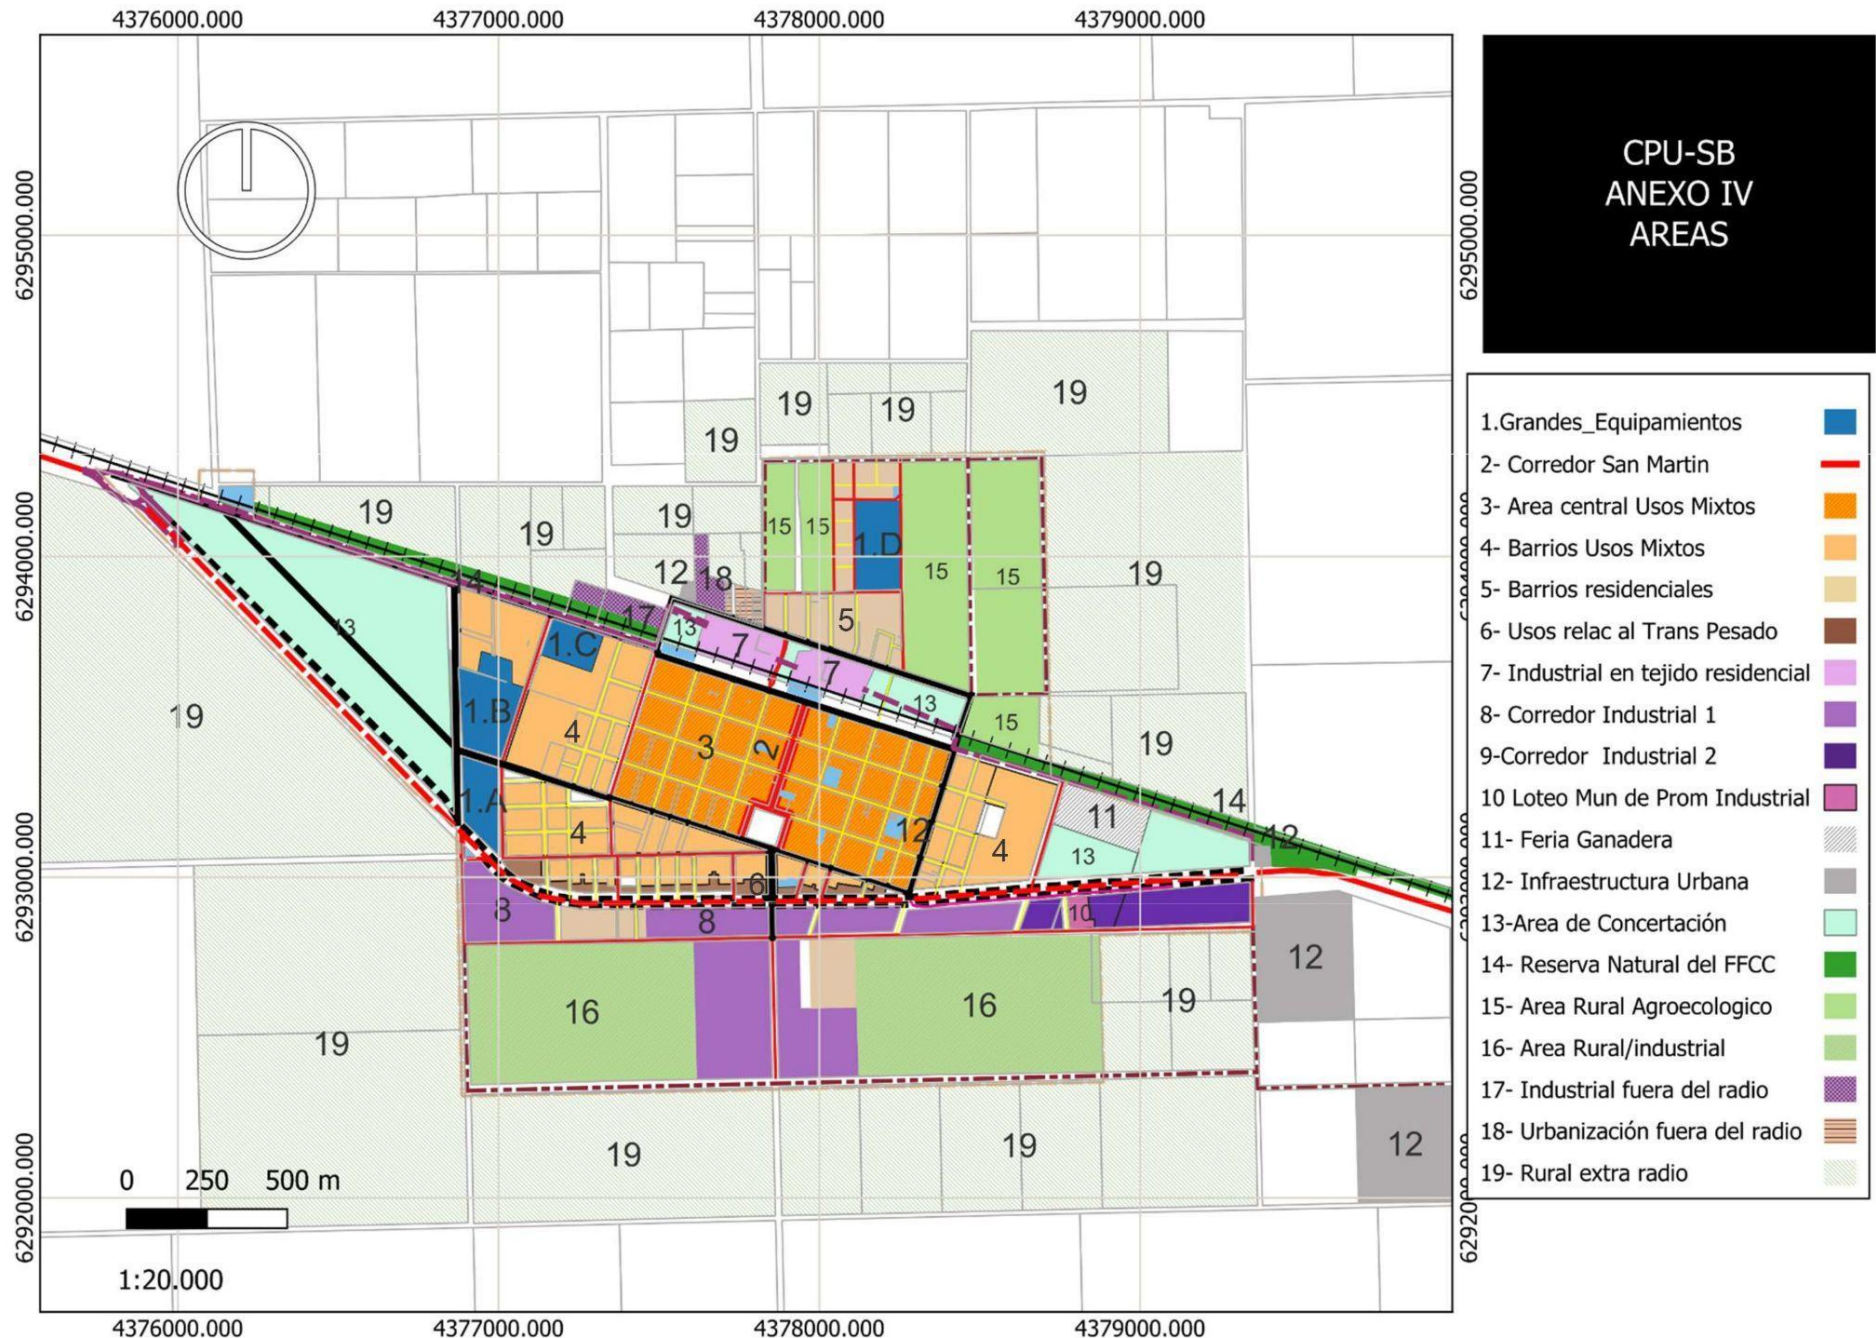 4376000.000 4377000.000 4378000.000 4379000.000
6295000.000
6294000.000
6293000.000
6292000.000
6295000.000
CPU-SB
ANEXO IV
AREAS
1.Grandes_Equipamientos
2- Corredor San Martin
3- Area central Usos Mixtos
4- Barrios Usos Mixtos
5- Barrios residenciales
6- Usos relac al Trans Pesado
7- Industrial en tejido residencial
8- Corredor Industrial 1
9-Corredor Industrial 2
10 Loteo Mun de Prom Industrial
11- Feria Ganadera
12- Infraestructura Urbana
13-Area de Concertación
14- Reserva Natural del FFCC
15- Area Rural Agroecologico
16- Area Rural/industrial
17- Industrial fuera del radio
18- Urbanización fuera del radio
19- Rural extra radio
19
19 19
19
19 19 19
19
15 15
1.D
15 15 19
12 18
14
17
13
5
1.C
7
7
13
13
15
19
19
1.B
4
3
2
1.A
4
12
4
11
13
14
12
6
8
8
10
12
16
16
19
19
19
19
12
0 250 500 m
1:20.000
4376000.000 4377000.000 4378000.000 4379000.000